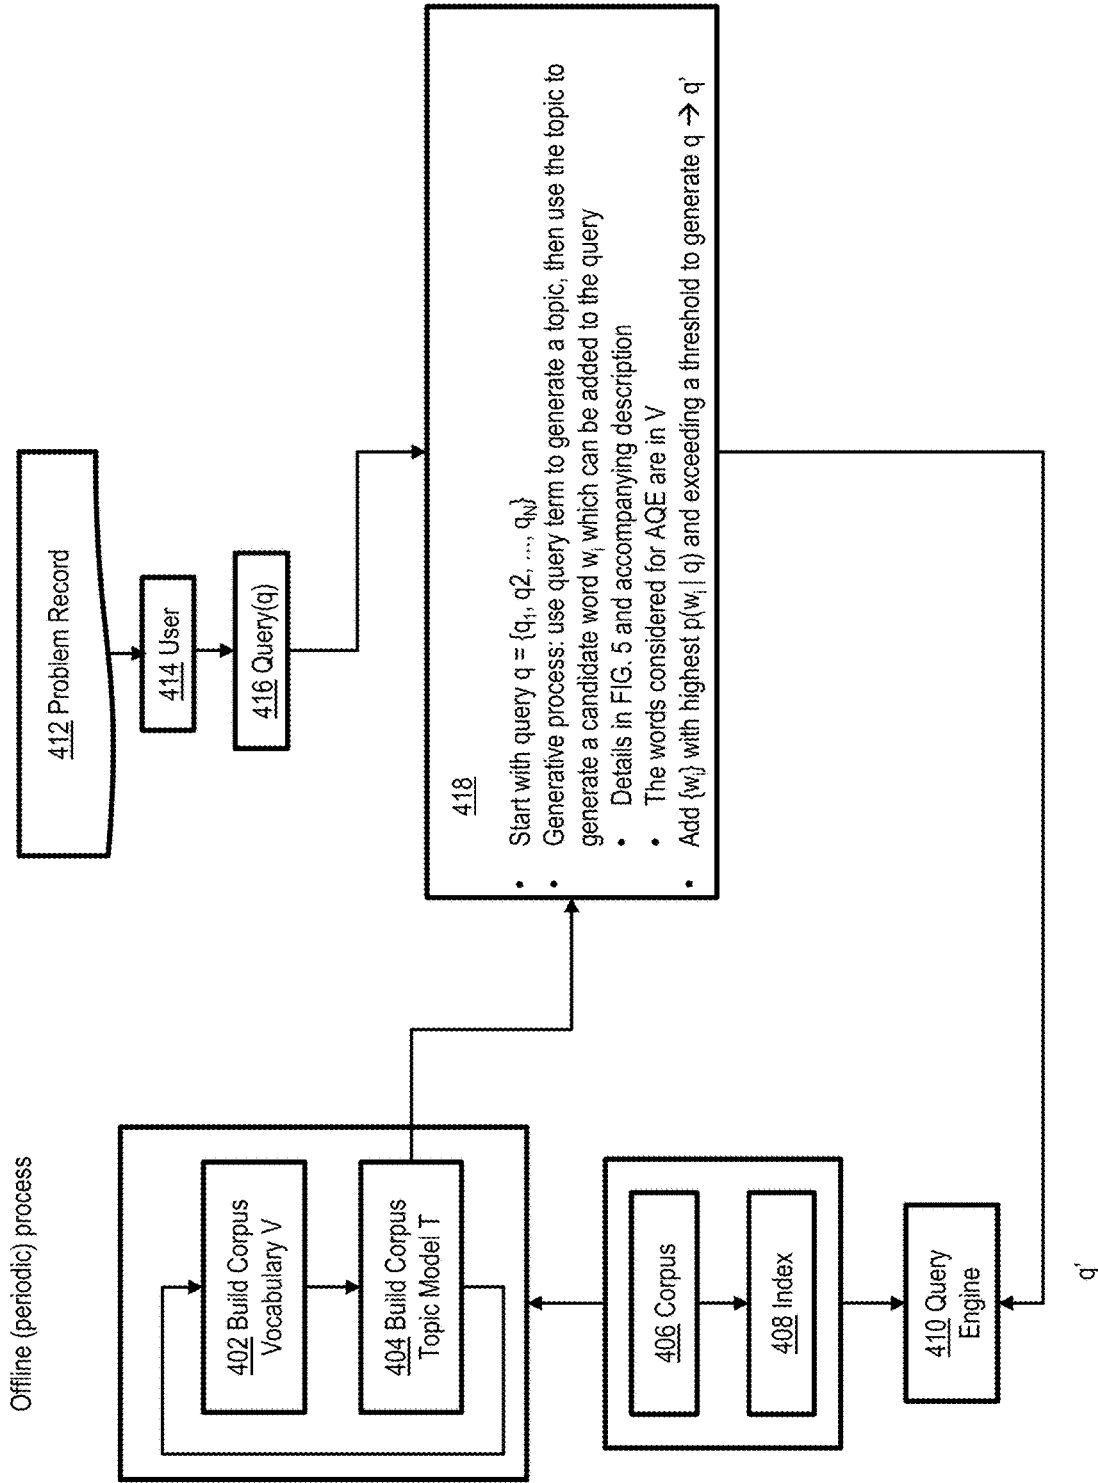 Offline (periodic) process
402 Build Corpus
Vocabulary V
404 Build Corpus
Topic Model T
406 Corpus
408 Index
410 Query
Engine
q'
412 Problem Record
414 User
416 Query(q)
418
• Start with query q = {q₁, q2, ..., qN}
• Generative process: use query term to generate a topic, then use the topic to
generate a candidate word wᵢ which can be added to the query
• Details in FIG. 5 and accompanying description
• The words considered for AQE are in V
• Add {wᵢ} with highest p(wᵢ | q) and exceeding a threshold to generate q → q'